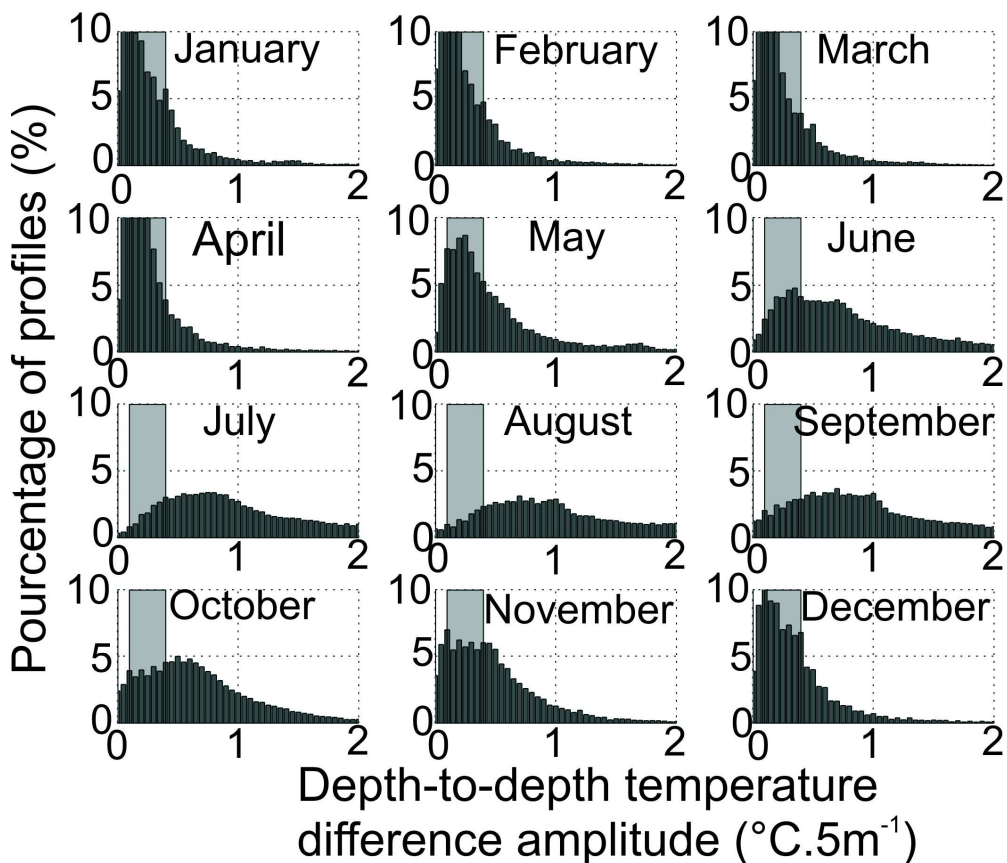 Pourcentage of profiles (%)
10 January 10 February 10 March
5 5 5
0 0 0
0 1 2 0 1 2 0 1 2
10 April 10 May 10 June
5 5 5
0 0 0
0 1 2 0 1 2 0 1 2
10 July 10 August 10 September
5 5 5
0 0 0
0 1 2 0 1 2 0 1 2
10 October 10 November 10 December
5 5 5
0 0 0
0 1 2 0 1 2 0 1 2
Depth-to-depth temperature
difference amplitude (°C.5m⁻¹)